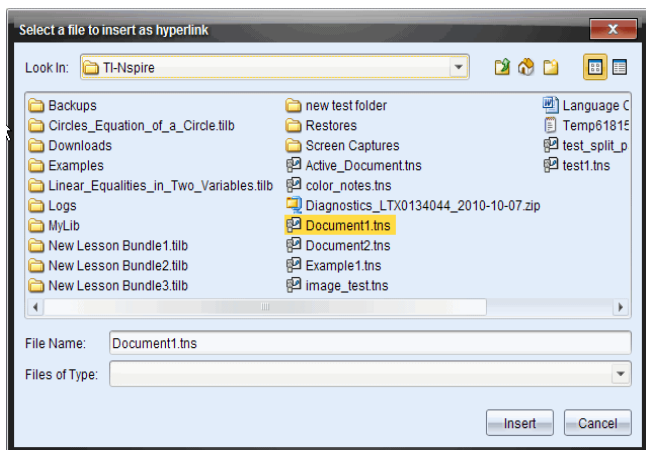 Select a file to insert as hyperlink
Look In: TI-Nspire
Backups
Circles_Equation_of_a_Circle.tilb
Downloads
Examples
Linear_Equalities_in_Two_Variables.tilb
Logs
MyLib
New Lesson Bundle1.tilb
New Lesson Bundle2.tilb
New Lesson Bundle3.tilb
new test folder
Restores
Screen Captures
Active_Document.tns
color_notes.tns
Diagnostics_LTX0134044_2010-10-07.zip
Document1.tns
Document2.tns
Example1.tns
image_test.tns
Language C
Temp61815
test_split_p
test1.tns
File Name: Document1.tns
Files of Type:
Insert Cancel